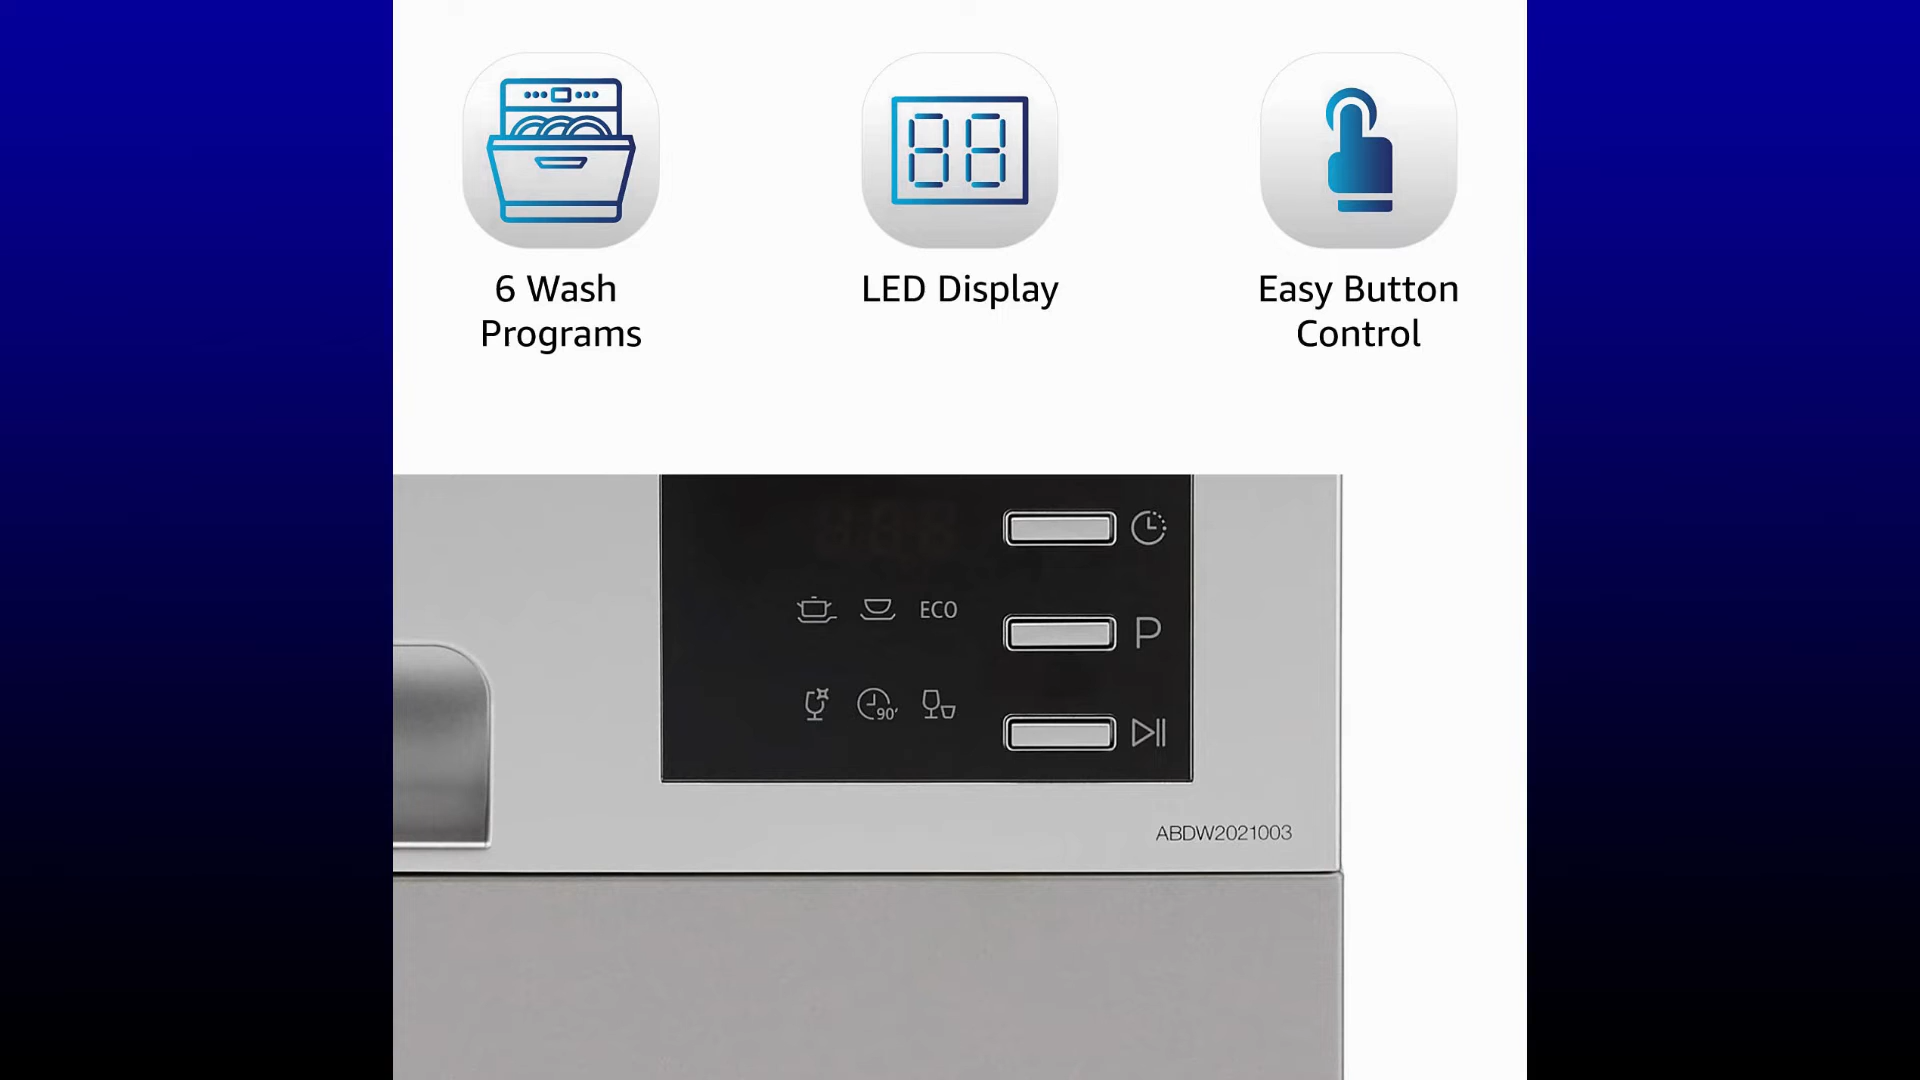 6 Wash
Programs
LED Display
Easy Button
Control
ECO
P
90'
ABDW2021003